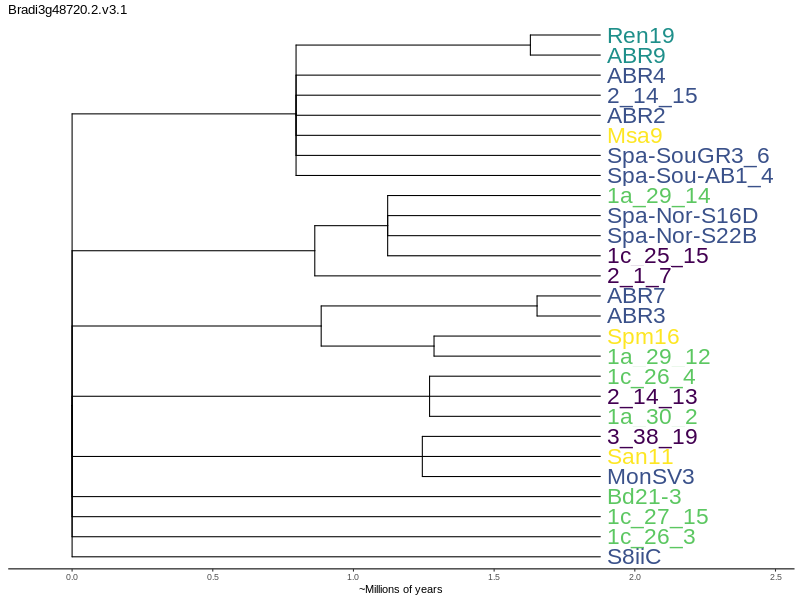 Bradi3g48720.2.v3.1
Ren19
ABR9
ABR4
2_14_15
ABR2
Msa9
Spa-SouGR3_6
Spa-Sou-AB1_4
1a_29_14
Spa-Nor-S16D
Spa-Nor-S22B
1c_25_15
2_1_7
ABR7
ABR3
Spm16
1a_29_12
1c_26_4
2_14_13
1a_30_2
3_38_19
San11
MonSV3
Bd21-3
1c_27_15
1c_26_3
S8iiC
0.0 0.5 1.0 1.5 2.0 2.5
~Millions of years